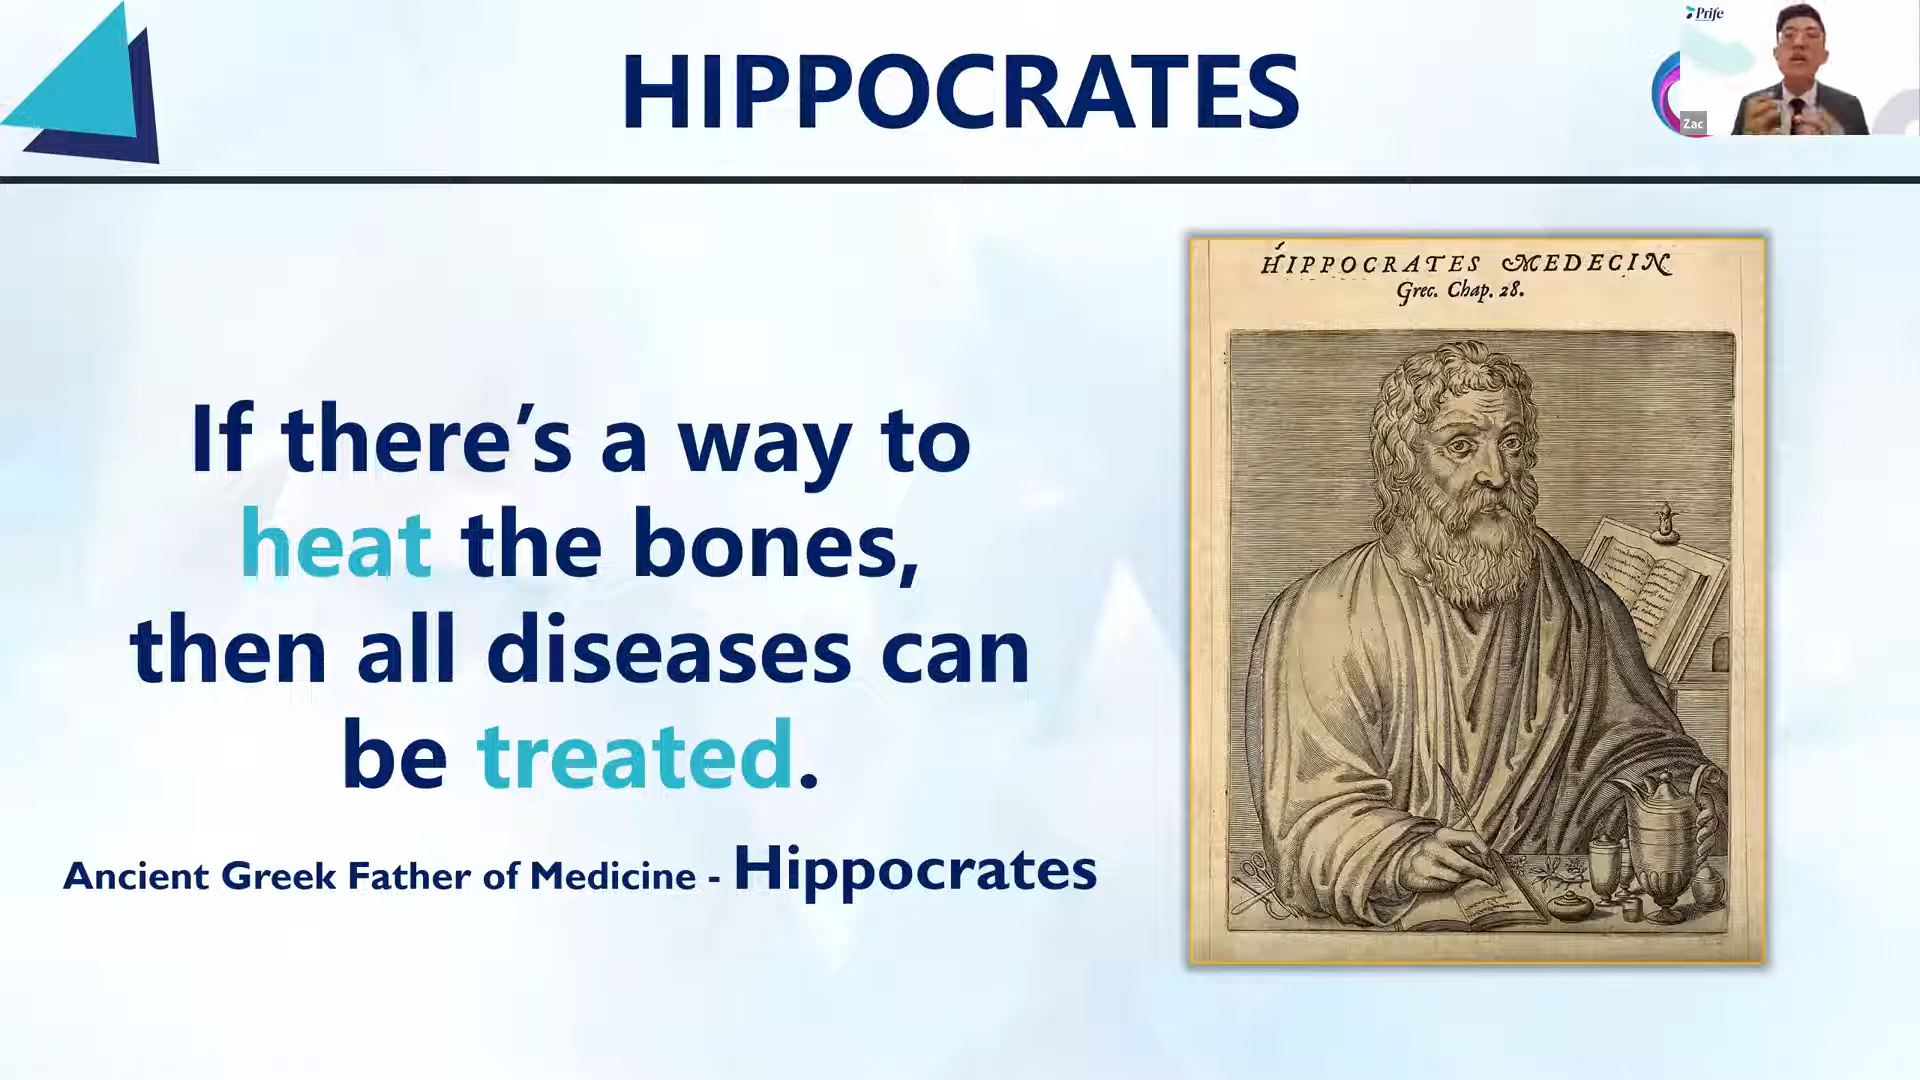 HIPPOCRATES
Prife
Zac
HIPPOCRATES MEDECIN
Grec. Chap. 28.
If there’s a way to
heat the bones,
then all diseases can
be treated.
Ancient Greek Father of Medicine - Hippocrates